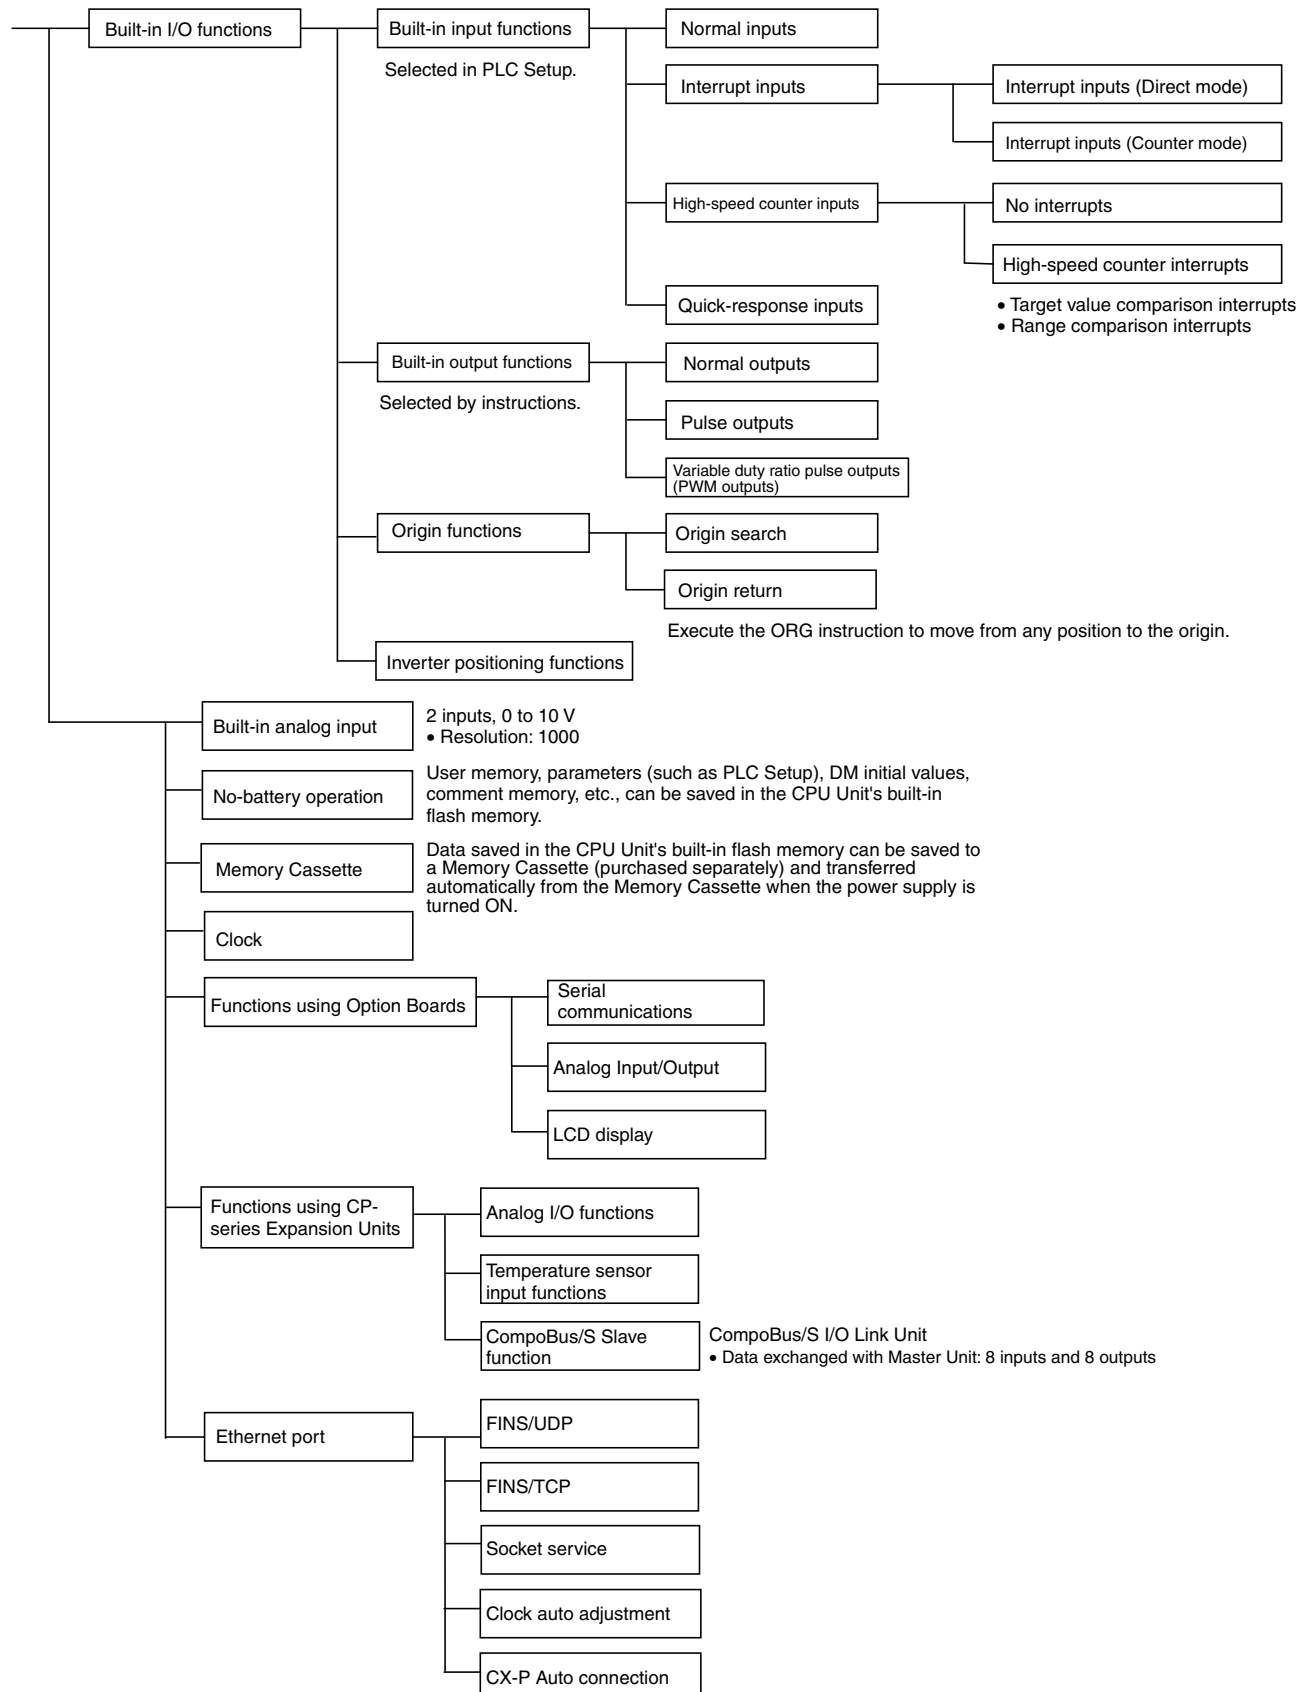 Built-in I/O functions
Built-in input functions
Selected in PLC Setup.
Normal inputs
Interrupt inputs
Interrupt inputs (Direct mode)
Interrupt inputs (Counter mode)
High-speed counter inputs
No interrupts
High-speed counter interrupts
• Target value comparison interrupts
• Range comparison interrupts
Quick-response inputs
Built-in output functions
Selected by instructions.
Normal outputs
Pulse outputs
Variable duty ratio pulse outputs
(PWM outputs)
Origin functions
Origin search
Origin return
Execute the ORG instruction to move from any position to the origin.
Inverter positioning functions
Built-in analog input
2 inputs, 0 to 10 V
• Resolution: 1000
No-battery operation
User memory, parameters (such as PLC Setup), DM initial values,
comment memory, etc., can be saved in the CPU Unit's built-in
flash memory.
Memory Cassette
Data saved in the CPU Unit's built-in flash memory can be saved to
a Memory Cassette (purchased separately) and transferred
automatically from the Memory Cassette when the power supply is
turned ON.
Clock
Functions using Option Boards
Serial
communications
Analog Input/Output
LCD display
Functions using CP-
series Expansion Units
Analog I/O functions
Temperature sensor
input functions
CompoBus/S Slave
function
CompoBus/S I/O Link Unit
• Data exchanged with Master Unit: 8 inputs and 8 outputs
Ethernet port
FINS/UDP
FINS/TCP
Socket service
Clock auto adjustment
CX-P Auto connection